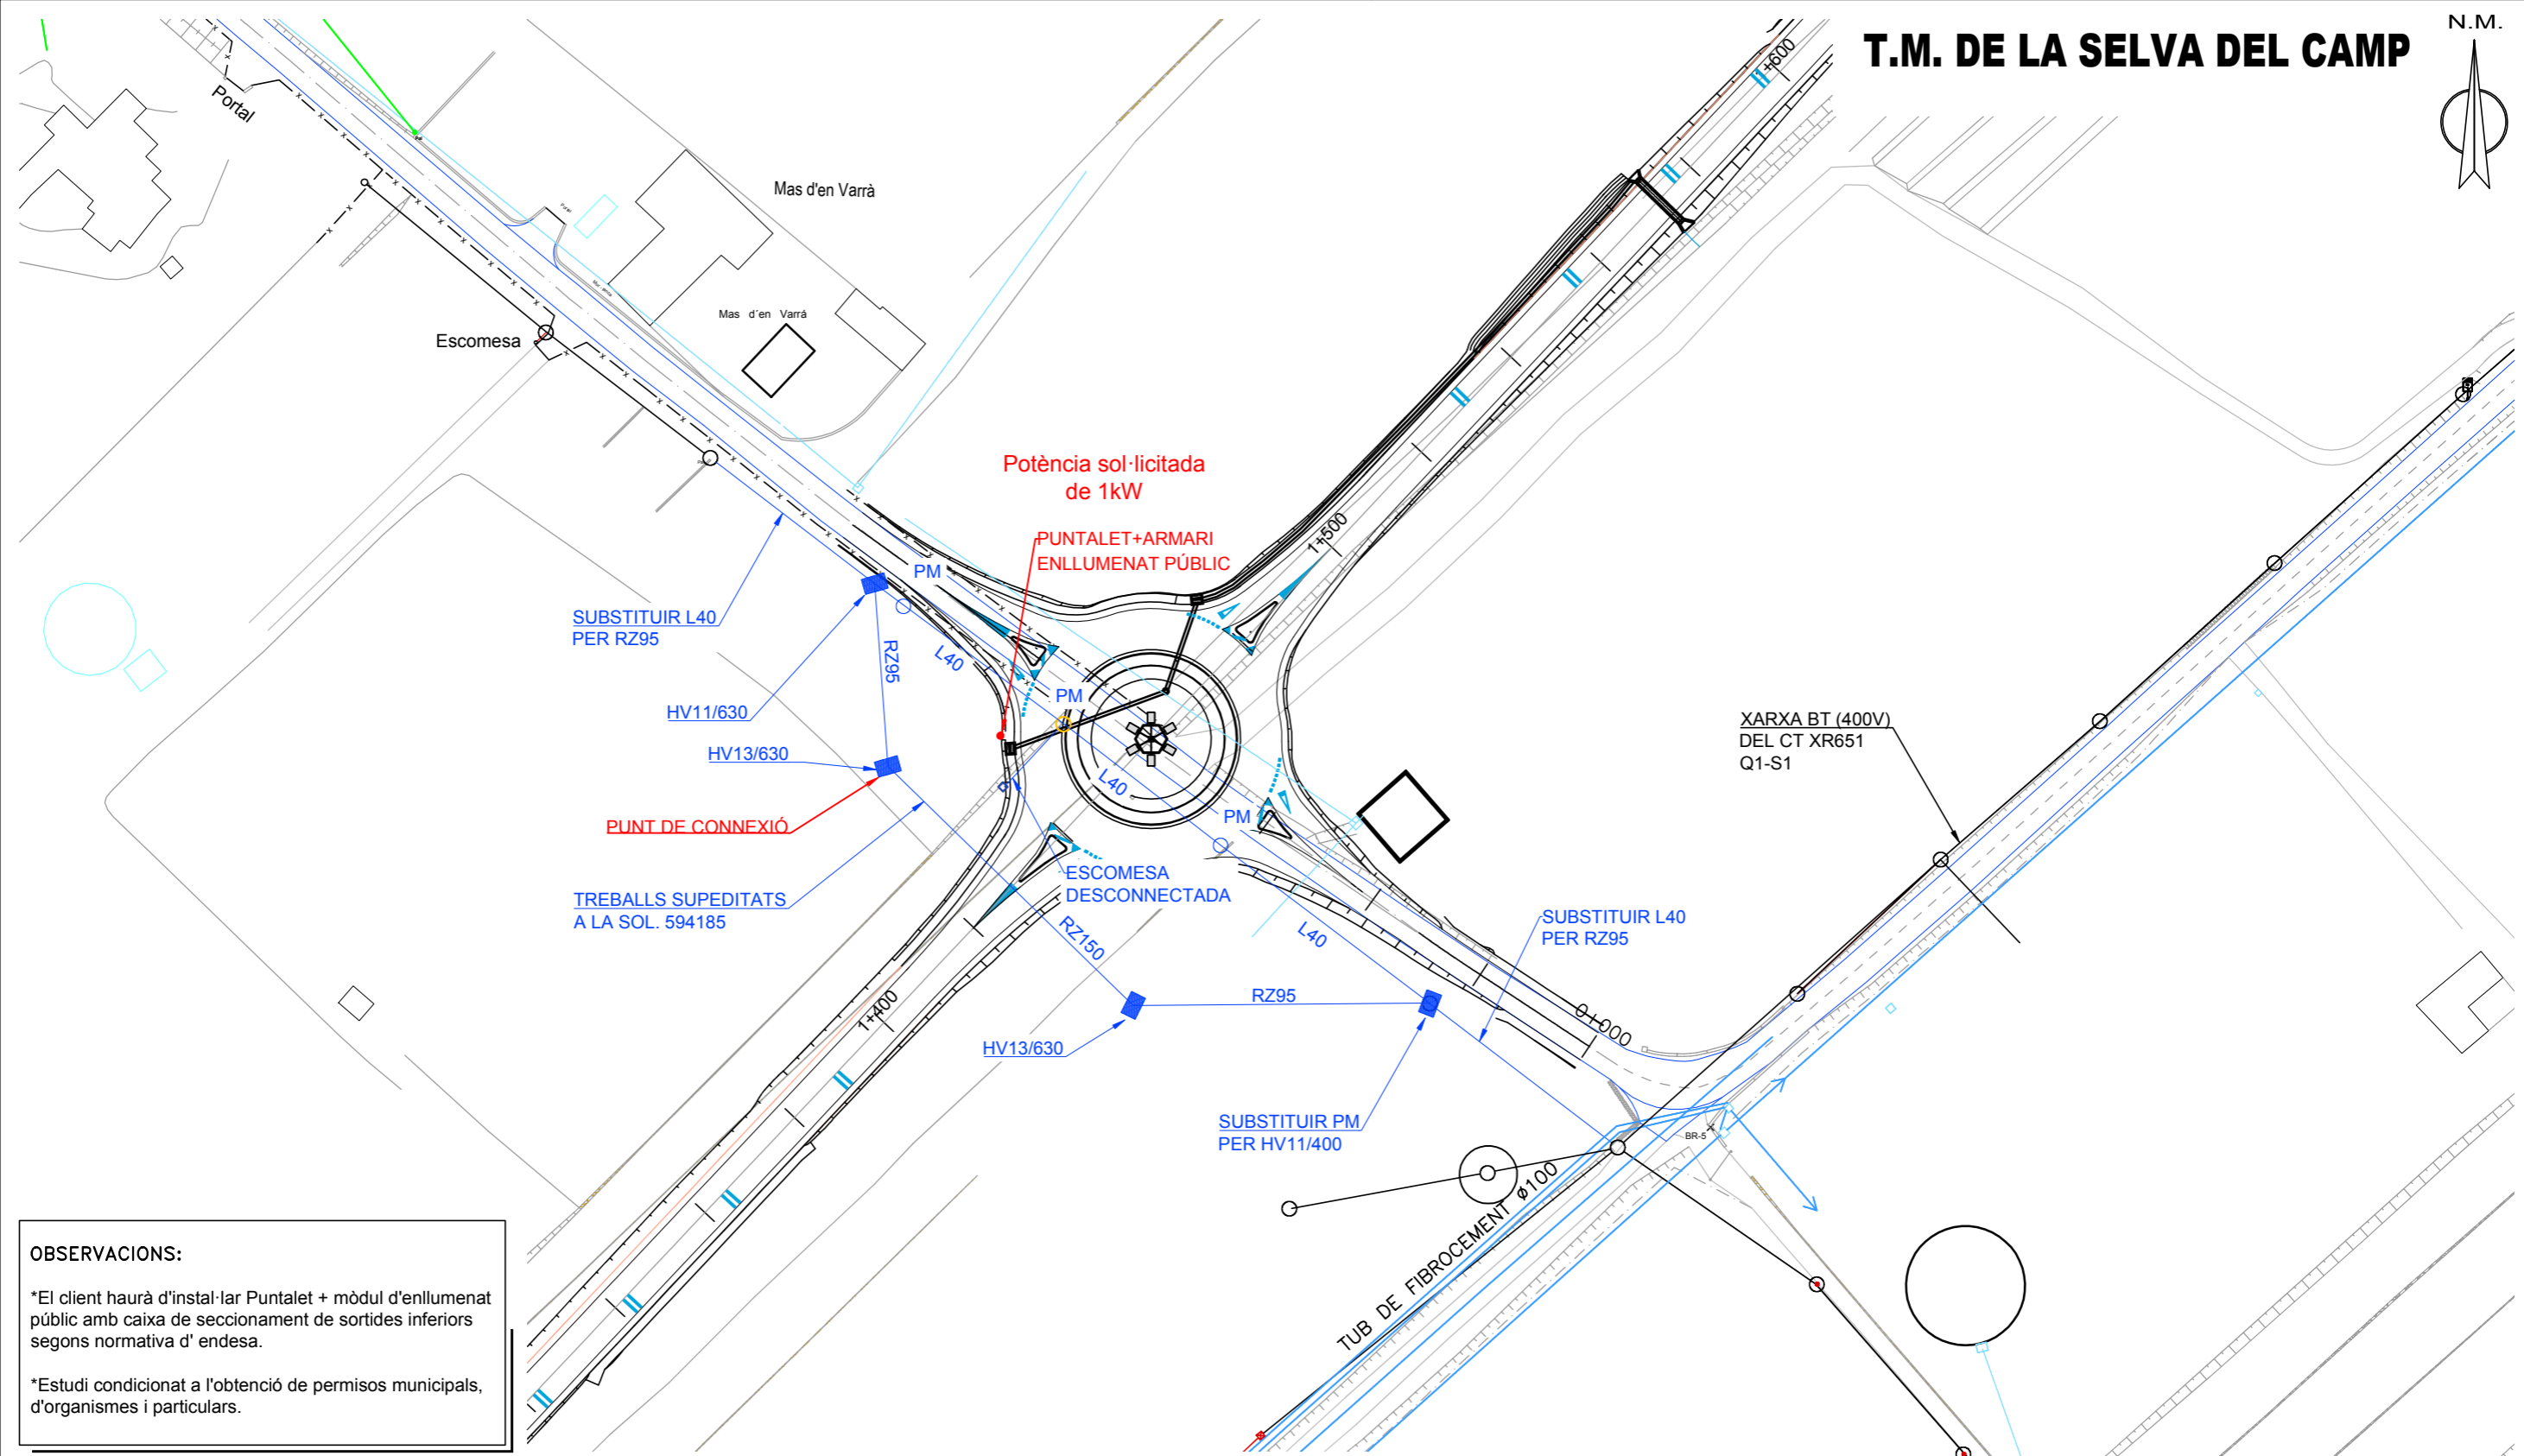 T.M. DE LA SELVA DEL CAMP
N.M.
1+600
Portal
Mas d'en Varrà
Mas d'en Varrá
Escomesa
Potència sol·licitada
de 1kW
PUNTALET+ARMARI
ENLLUMENAT PÚBLIC
1+500
PM
SUBSTITUIR L40
PER RZ95
RZ95
L40
HV11/630
PM
HV13/630
L40
PM
XARXA BT (400V)
DEL CT XR651
Q1-S1
PUNT DE CONNEXIÓ
TREBALLS SUPEDITATS
A LA SOL. 594185
ESCOMESA
DESCONNECTADA
RZ150
L40
SUBSTITUIR L40
PER RZ95
1+400
RZ95
0+000
HV13/630
SUBSTITUIR PM
PER HV11/400
BR-5
TUB DE FIBROCEMENT ø100
OBSERVACIONS:
*El client haurà d'instal·lar Puntalet + mòdul d'enllumenat
públic amb caixa de seccionament de sortides inferiors
segons normativa d' endesa.
*Estudi condicionat a l'obtenció de permisos municipals,
d'organismes i particulars.